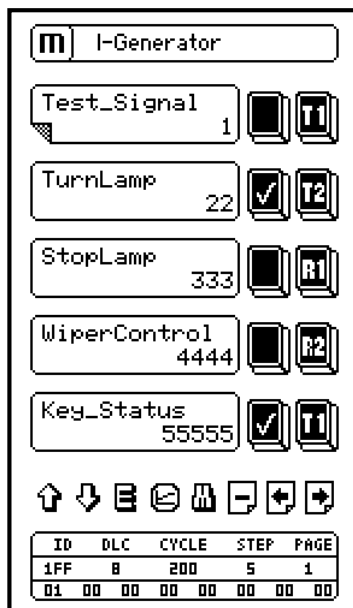 m I-Generator
Test_Signal
1 T1
TurnLamp
22 T2
StopLamp
333 R1
WiperControl
4444 R2
Key_Status
55555 T1
ID DLC CYCLE STEP PAGE
1FF 8 200 5 1
01 00 00 00 00 00 00 00